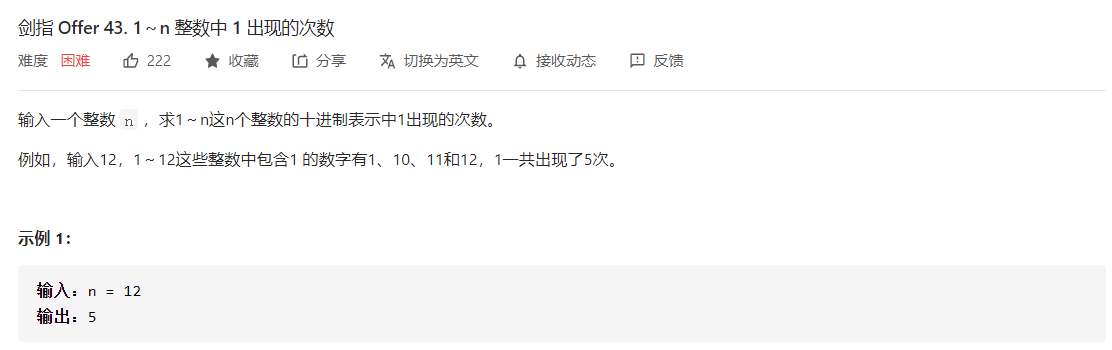 剑指 Offer 43. 1～n 整数中 1 出现的次数
难度 困难 222 收藏 分享 切换为英文 接收动态 反馈
输入一个整数 n ，求1～n这n个整数的十进制表示中1出现的次数。
例如，输入12，1～12这些整数中包含1 的数字有1、10、11和12，1一共出现了5次。
示例 1：
输入：n = 12
输出：5